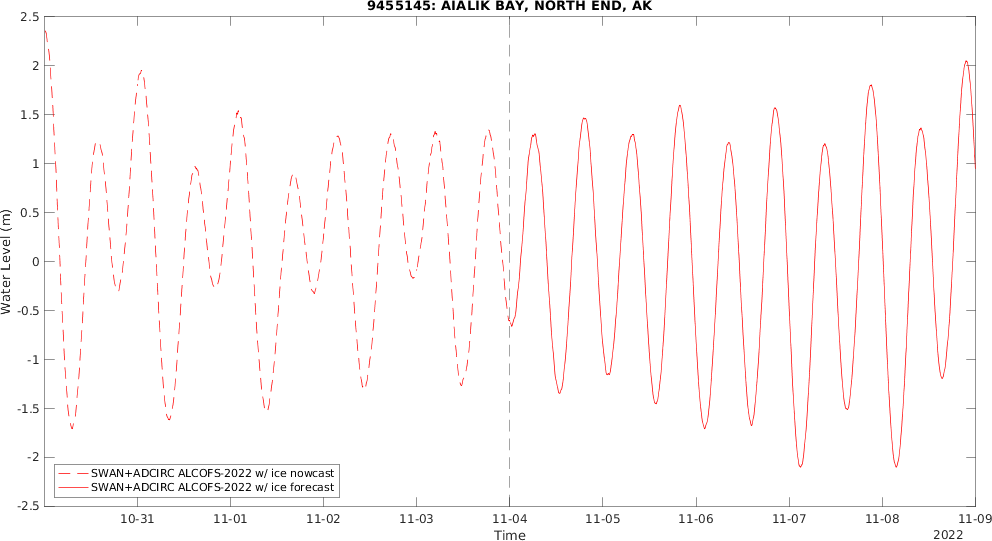 9455145: AIALIK BAY, NORTH END, AK
2.5
2
1.5
1
0.5
0
-0.5
-1
-1.5
-2
-2.5
Water Level (m)
SWAN+ADCIRC ALCOFS-2022 w/ ice nowcast
SWAN+ADCIRC ALCOFS-2022 w/ ice forecast
10-31 11-01 11-02 11-03 11-04 11-05 11-06 11-07 11-08 11-09
Time
2022